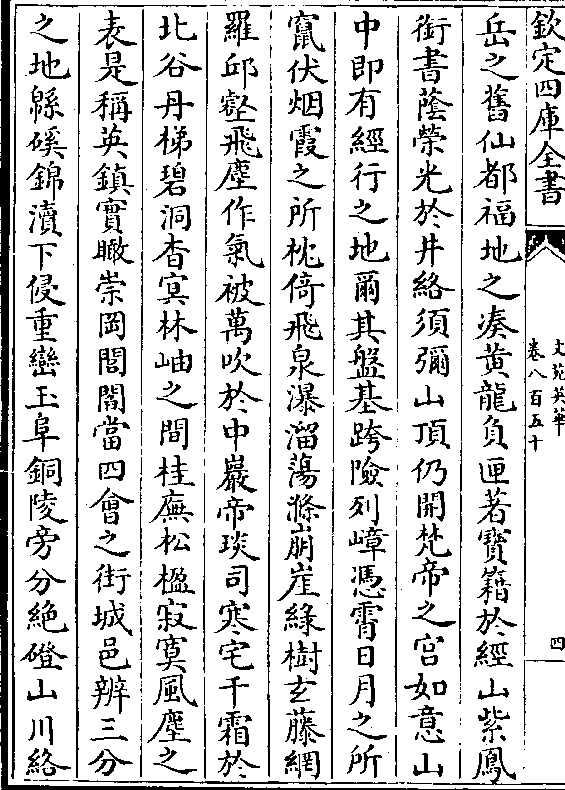 欽定四庫全書
文苑英華
卷八百五十
四
岳之舊仙都福地之湊黄龍負匣著寳籍於經山紫鳳
銜書蔭榮光於井絡須彌山頂仍開梵帝之宫如意山
中即有經行之地爾其盤基跨險列嶂憑霄日月之所
竄伏烟霞之所枕倚飛泉瀑溜蕩滌崩崖緑樹玄藤網
羅邱壑飛塵作氣被萬吹於中巖帝琰司寒宅千霜於
北谷丹梯碧洞杳㝠林岫之間桂廡松楹寂寞風塵之
表是稱英鎮實瞰崇岡閭閻當四會之街城邑辨三分
之地緜磎錦瀆下侵重巒玉阜銅陵旁分絶磴山川絡